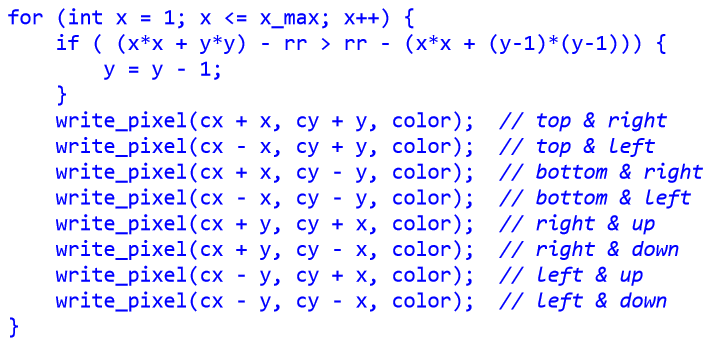 for (int x = 1; x <= x_max; x++) {
    if ( (x*x + y*y) - rr > rr - (x*x + (y-1)*(y-1))) {
        y = y - 1;
    }
    write_pixel(cx + x, cy + y, color);  // top & right
    write_pixel(cx - x, cy + y, color);  // top & left
    write_pixel(cx + x, cy - y, color);  // bottom & right
    write_pixel(cx - x, cy - y, color);  // bottom & left
    write_pixel(cx + y, cy + x, color);  // right & up
    write_pixel(cx + y, cy - x, color);  // right & down
    write_pixel(cx - y, cy + x, color);  // left & up
    write_pixel(cx - y, cy - x, color);  // left & down
}